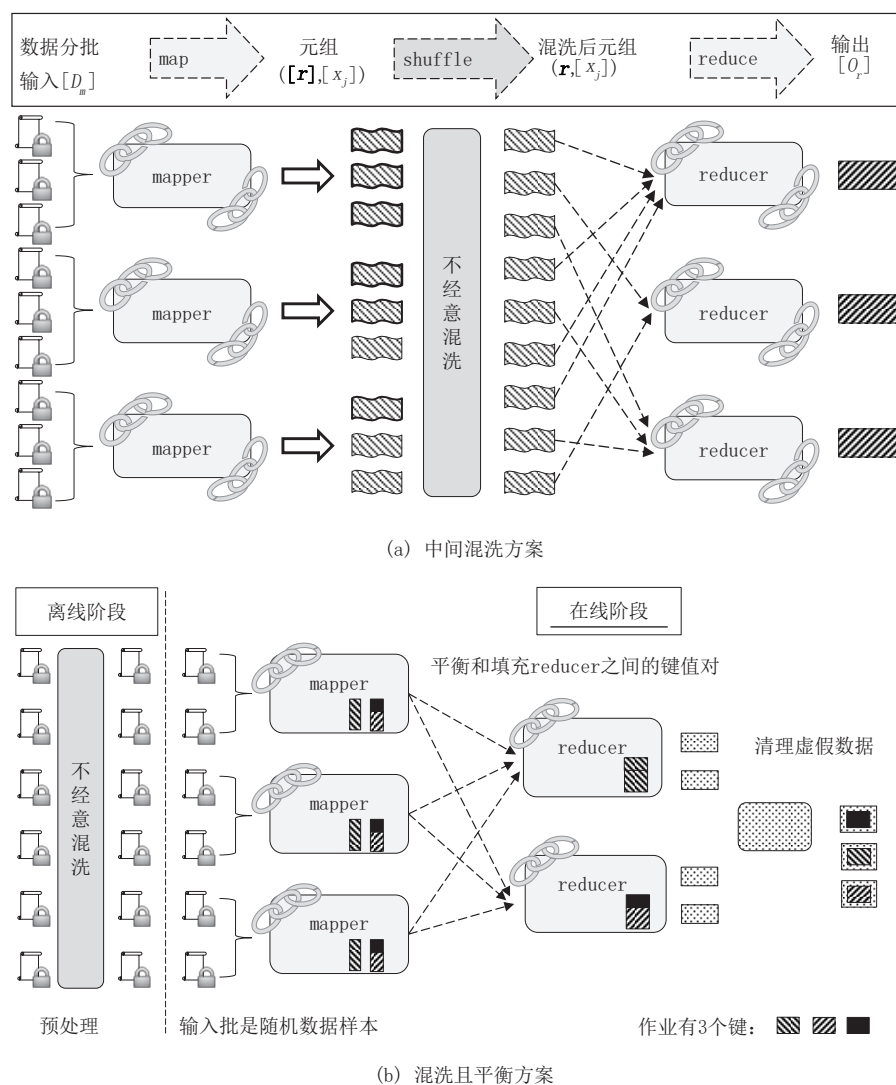 数据分批
输入[D_m]
map
元组
([r],[x_j])
shuffle
混洗后元组
(r,[x_j])
reduce
输出
[O_r]
mapper
reducer
mapper
reducer
mapper
reducer
不经意混洗
(a) 中间混洗方案
离线阶段
在线阶段
平衡和填充reducer之间的键值对
不经意混洗
mapper
mapper
mapper
reducer
reducer
清理虚假数据
预处理
输入批是随机数据样本
作业有3个键:
(b) 混洗且平衡方案